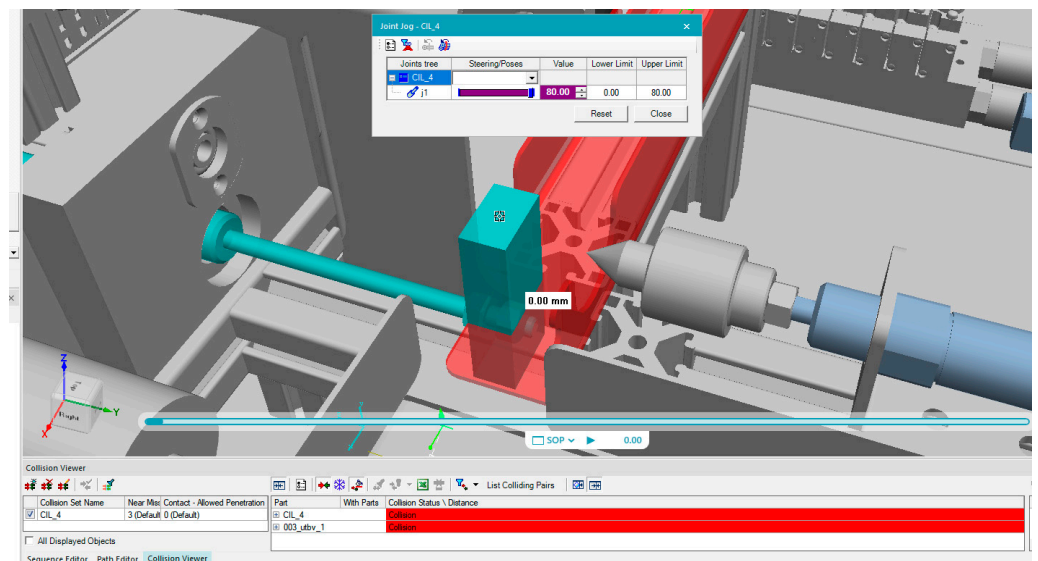 Joint Jog - CIL_4
Joints tree Steering/Poses Value Lower Limit Upper Limit
CIL_4
j1 80.00 0.00 80.00
Reset Close
0.00 mm
Z
Y
X
Right
SOP 0.00
Collision Viewer
List Colliding Pairs
Collision Set Name Near Miss Contact - Allowed Penetration Part With Parts Collision Status \ Distance
CIL_4 3 (Default 0 (Default) CIL_4 Collision
003_utbv_1 Collision
All Displayed Objects
Sequence Editor Path Editor Collision Viewer